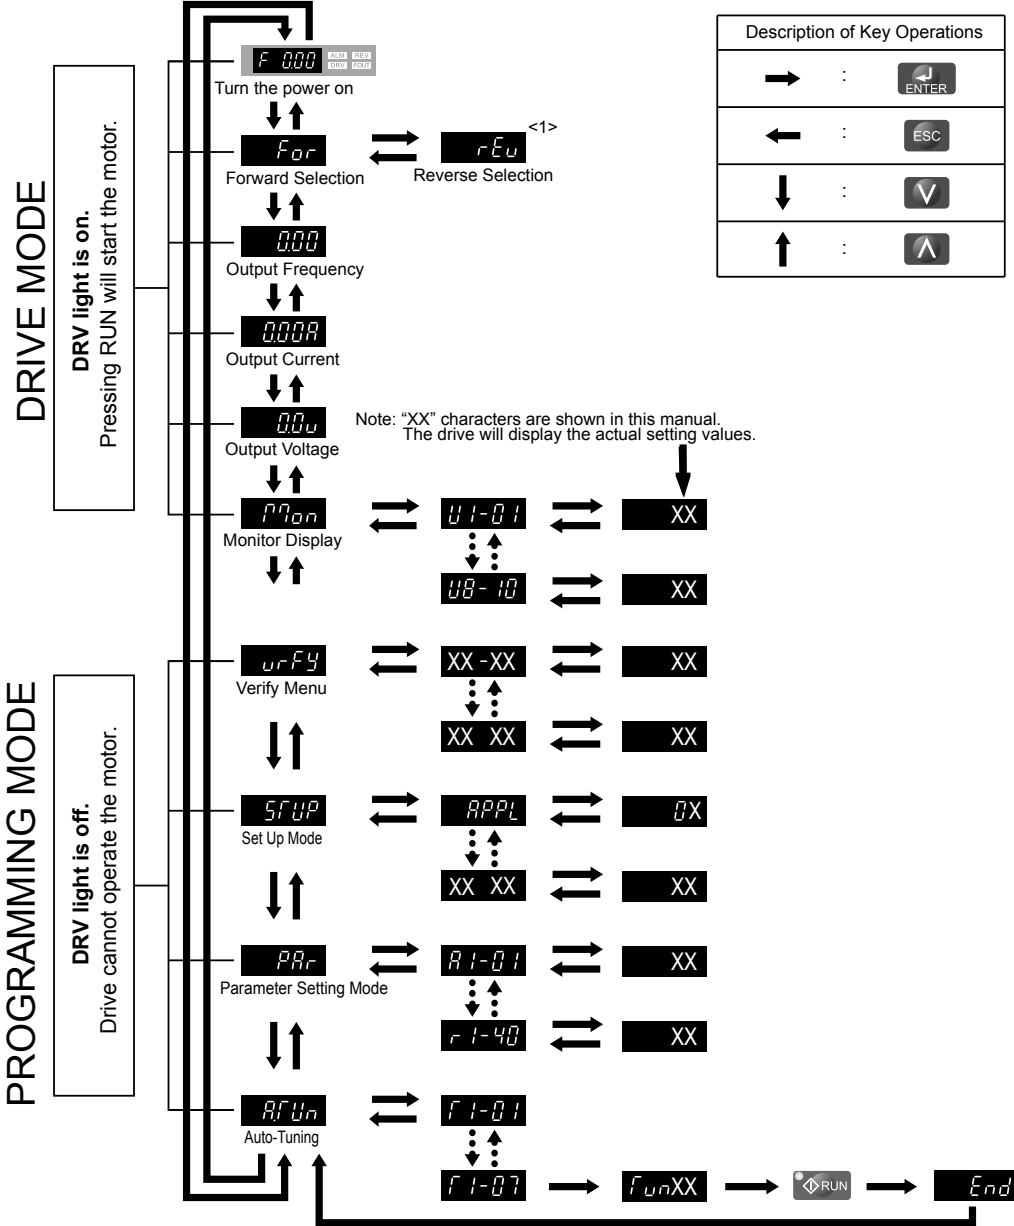 Description of Key Operations
: ENTER
: ESC
: V
: Λ
DRIVE MODE
DRV light is on.
Pressing RUN will start the motor.
F 0.00 ALM REV
DRV FOUT
Turn the power on
For rEv <1>
Forward Selection Reverse Selection
0.00
Output Frequency
0.00A
Output Current
0.0v
Output Voltage
Note: “XX” characters are shown in this manual.
The drive will display the actual setting values.
Mon U1-01 XX
Monitor Display
U8-10 XX
PROGRAMMING MODE
DRV light is off.
Drive cannot operate the motor.
vrFy XX -XX XX
Verify Menu
XX XX XX
STUP APPL 0X
Set Up Mode
XX XX XX
PAr A1-01 XX
Parameter Setting Mode
r1-40 XX
A.TUn T1-01
Auto-Tuning
T1-07 TunXX RUN End